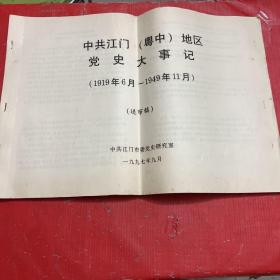 中共江门（粤中）地区
党史大事记
（1919年6月—1949年11月）
（送审稿）
中共江门市委党史研究室
一九九七年九月